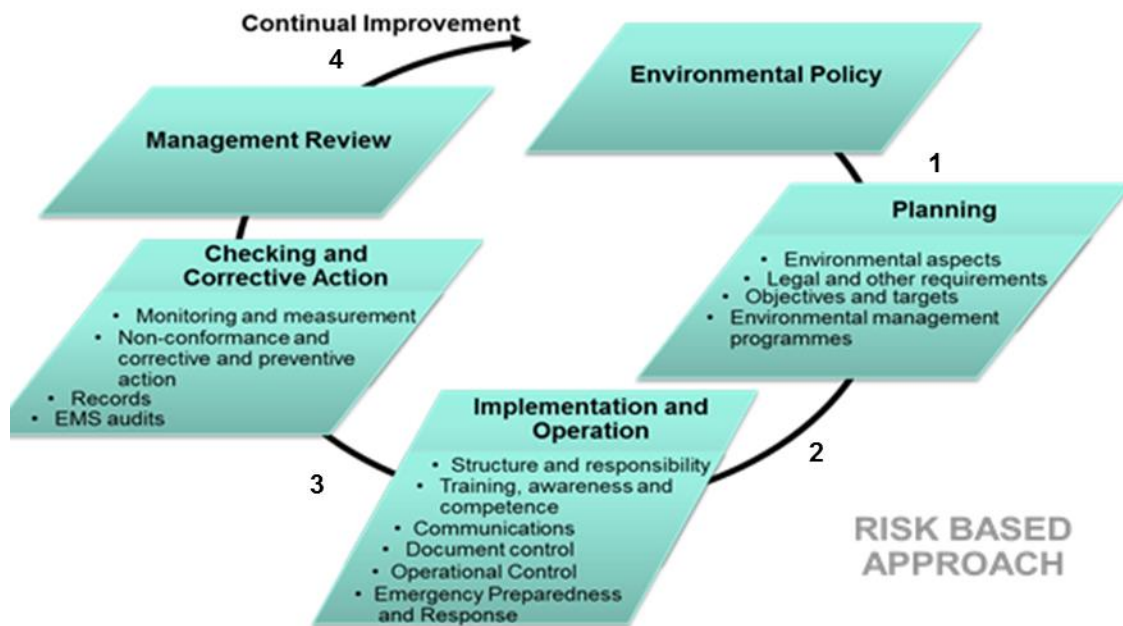 Continual Improvement
4
Environmental Policy
Management Review
1
Planning
• Environmental aspects
• Legal and other requirements
• Objectives and targets
• Environmental management
programmes
Checking and
Corrective Action
• Monitoring and measurement
• Non-conformance and
corrective and preventive
action
• Records
• EMS audits
Implementation and
Operation
• Structure and responsibility
• Training, awareness and
competence
• Communications
• Document control
• Operational Control
• Emergency Preparedness
and Response
2
3
RISK BASED
APPROACH